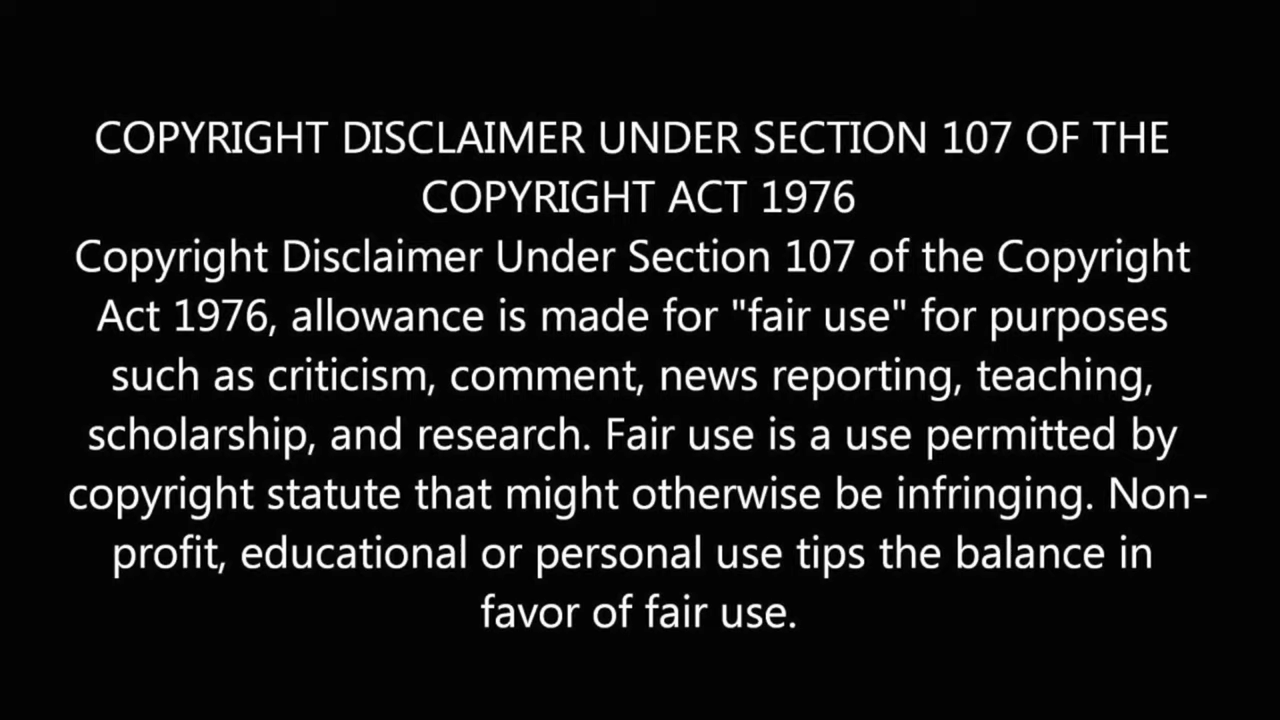 COPYRIGHT DISCLAIMER UNDER SECTION 107 OF THE
COPYRIGHT ACT 1976
Copyright Disclaimer Under Section 107 of the Copyright
Act 1976, allowance is made for "fair use" for purposes
such as criticism, comment, news reporting, teaching,
scholarship, and research. Fair use is a use permitted by
copyright statute that might otherwise be infringing. Non-
profit, educational or personal use tips the balance in
favor of fair use.